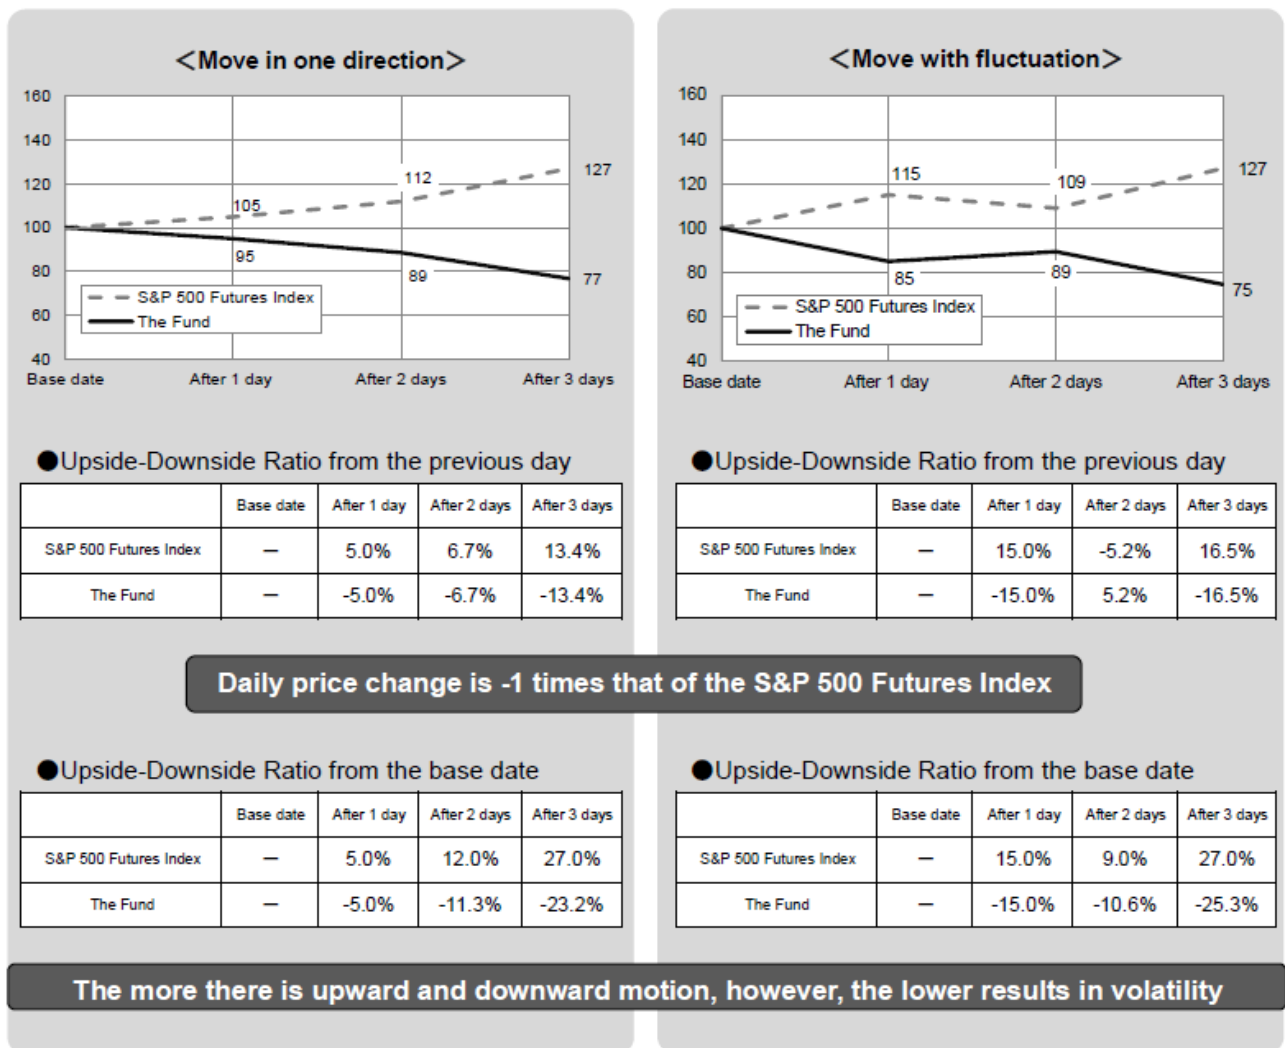 ＜Move in one direction＞
160
140
120
100
80
60
40
105
112
127
95
89
77
S&P 500 Futures Index
The Fund
Base date After 1 day After 2 days After 3 days
●Upside-Downside Ratio from the previous day
Base date After 1 day After 2 days After 3 days
S&P 500 Futures Index － 5.0% 6.7% 13.4%
The Fund － -5.0% -6.7% -13.4%
＜Move with fluctuation＞
160
140
120
100
80
60
40
115
109
127
85
89
75
S&P 500 Futures Index
The Fund
Base date After 1 day After 2 days After 3 days
●Upside-Downside Ratio from the previous day
Base date After 1 day After 2 days After 3 days
S&P 500 Futures Index － 15.0% -5.2% 16.5%
The Fund － -15.0% 5.2% -16.5%
Daily price change is -1 times that of the S&P 500 Futures Index
●Upside-Downside Ratio from the base date
Base date After 1 day After 2 days After 3 days
S&P 500 Futures Index － 5.0% 12.0% 27.0%
The Fund － -5.0% -11.3% -23.2%
●Upside-Downside Ratio from the base date
Base date After 1 day After 2 days After 3 days
S&P 500 Futures Index － 15.0% 9.0% 27.0%
The Fund － -15.0% -10.6% -25.3%
The more there is upward and downward motion, however, the lower results in volatility